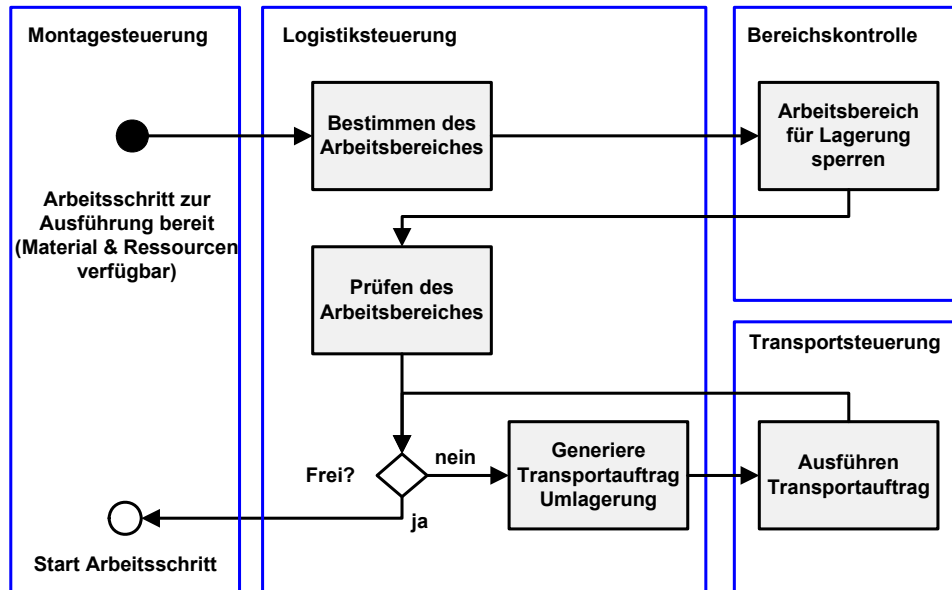 Montagesteuerung
Logistiksteuerung
Bereichskontrolle
Bestimmen des
Arbeitsbereiches
Arbeitsbereich
für Lagerung
sperren
Arbeitsschritt zur
Ausführung bereit
(Material & Ressourcen
verfügbar)
Prüfen des
Arbeitsbereiches
Transportsteuerung
Frei?
nein
ja
Generiere
Transportauftrag
Umlagerung
Ausführen
Transportauftrag
Start Arbeitsschritt